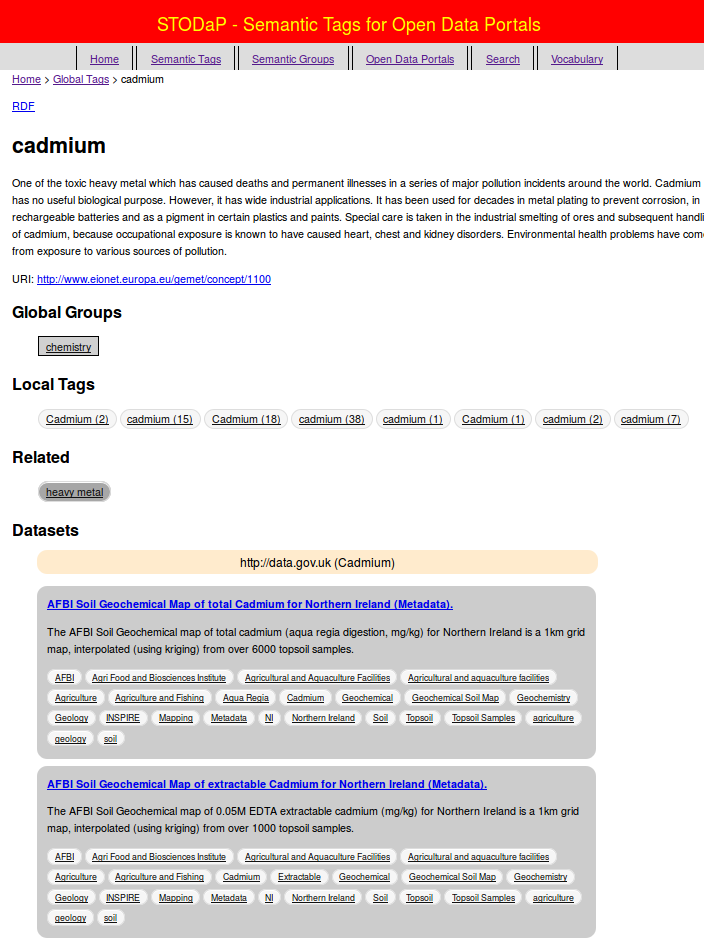 STODaP - Semantic Tags for Open Data Portals
Home Semantic Tags Semantic Groups Open Data Portals Search Vocabulary
Home > Global Tags > cadmium
RDF
cadmium
One of the toxic heavy metal which has caused deaths and permanent illnesses in a series of major pollution incidents around the world. Cadmium
has no useful biological purpose. However, it has wide industrial applications. It has been used for decades in metal plating to prevent corrosion, in
rechargeable batteries and as a pigment in certain plastics and paints. Special care is taken in the industrial smelting of ores and subsequent handli
of cadmium, because occupational exposure is known to have caused heart, chest and kidney disorders. Environmental health problems have com
from exposure to various sources of pollution.
URI: http://www.eionet.europa.eu/gemet/concept/1100
Global Groups
chemistry
Local Tags
Cadmium (2) cadmium (15) Cadmium (18) cadmium (38) cadmium (1) Cadmium (1) cadmium (2) cadmium (7)
Related
heavy metal
Datasets
http://data.gov.uk (Cadmium)
AFBI Soil Geochemical Map of total Cadmium for Northern Ireland (Metadata).
The AFBI Soil Geochemical map of total cadmium (aqua regia digestion, mg/kg) for Northern Ireland is a 1km grid
map, interpolated (using kriging) from over 6000 topsoil samples.
AFBI Agri Food and Biosciences Institute Agricultural and Aquaculture Facilities Agricultural and aquaculture facilities
Agriculture Agriculture and Fishing Aqua Regia Cadmium Geochemical Geochemical Soil Map Geochemistry
Geology INSPIRE Mapping Metadata NI Northern Ireland Soil Topsoil Topsoil Samples agriculture
geology soil
AFBI Soil Geochemical Map of extractable Cadmium for Northern Ireland (Metadata).
The AFBI Soil Geochemical map of 0.05M EDTA extractable cadmium (mg/kg) for Northern Ireland is a 1km grid
map, interpolated (using kriging) from over 1000 topsoil samples.
AFBI Agri Food and Biosciences Institute Agricultural and Aquaculture Facilities Agricultural and aquaculture facilities
Agriculture Agriculture and Fishing Cadmium Extractable Geochemical Geochemical Soil Map Geochemistry
Geology INSPIRE Mapping Metadata NI Northern Ireland Soil Topsoil Topsoil Samples agriculture
geology soil